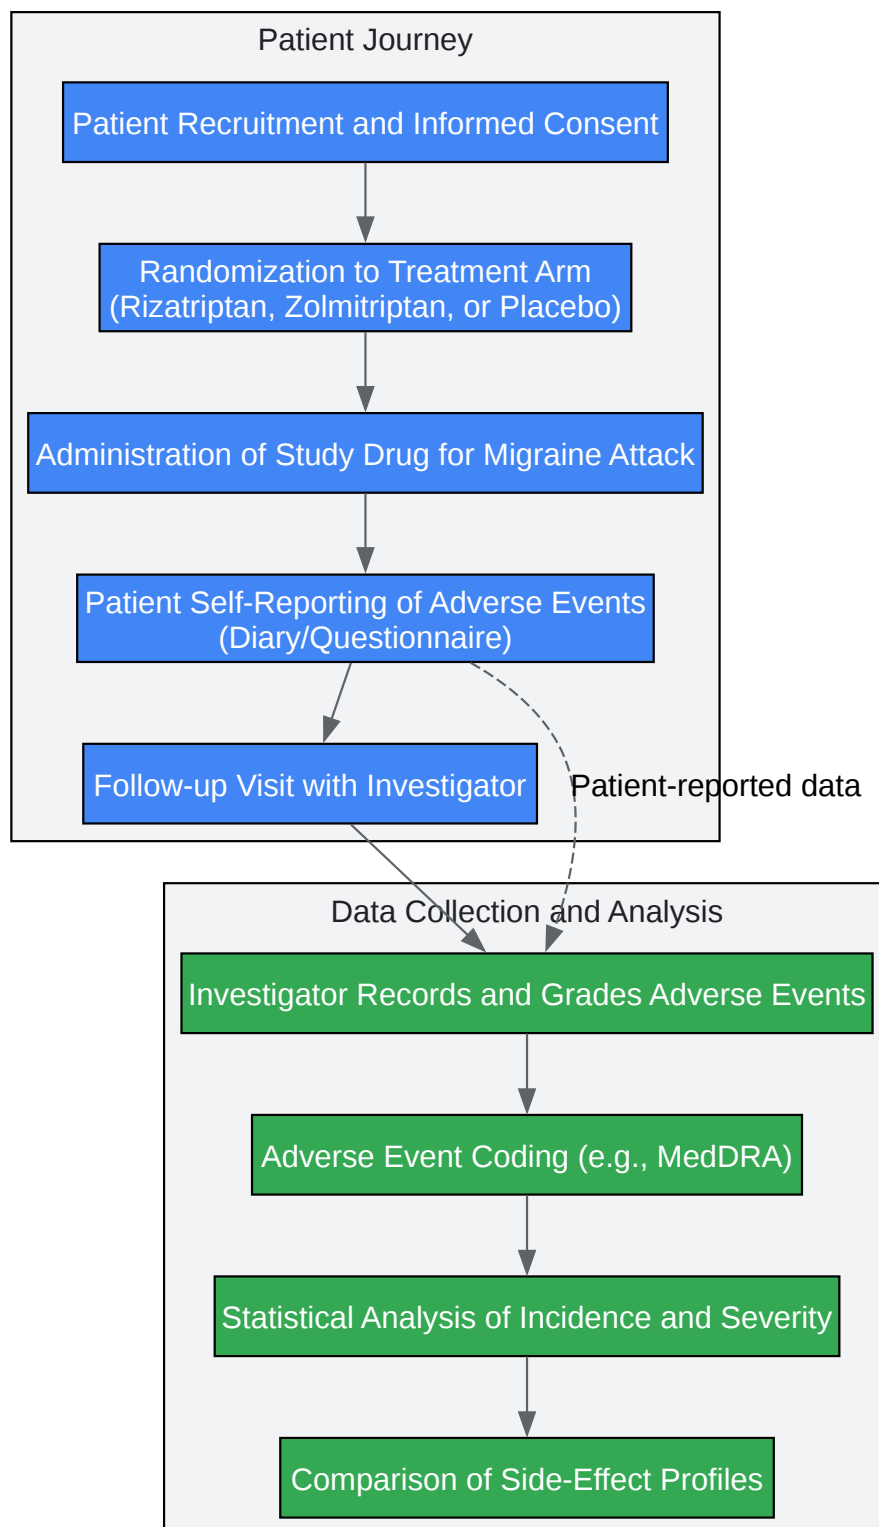 Patient Journey
Patient Recruitment and Informed Consent
Randomization to Treatment Arm
(Rizatriptan, Zolmitriptan, or Placebo)
Administration of Study Drug for Migraine Attack
Patient Self-Reporting of Adverse Events
(Diary/Questionnaire)
Follow-up Visit with Investigator
Patient-reported data
Data Collection and Analysis
Investigator Records and Grades Adverse Events
Adverse Event Coding (e.g., MedDRA)
Statistical Analysis of Incidence and Severity
Comparison of Side-Effect Profiles